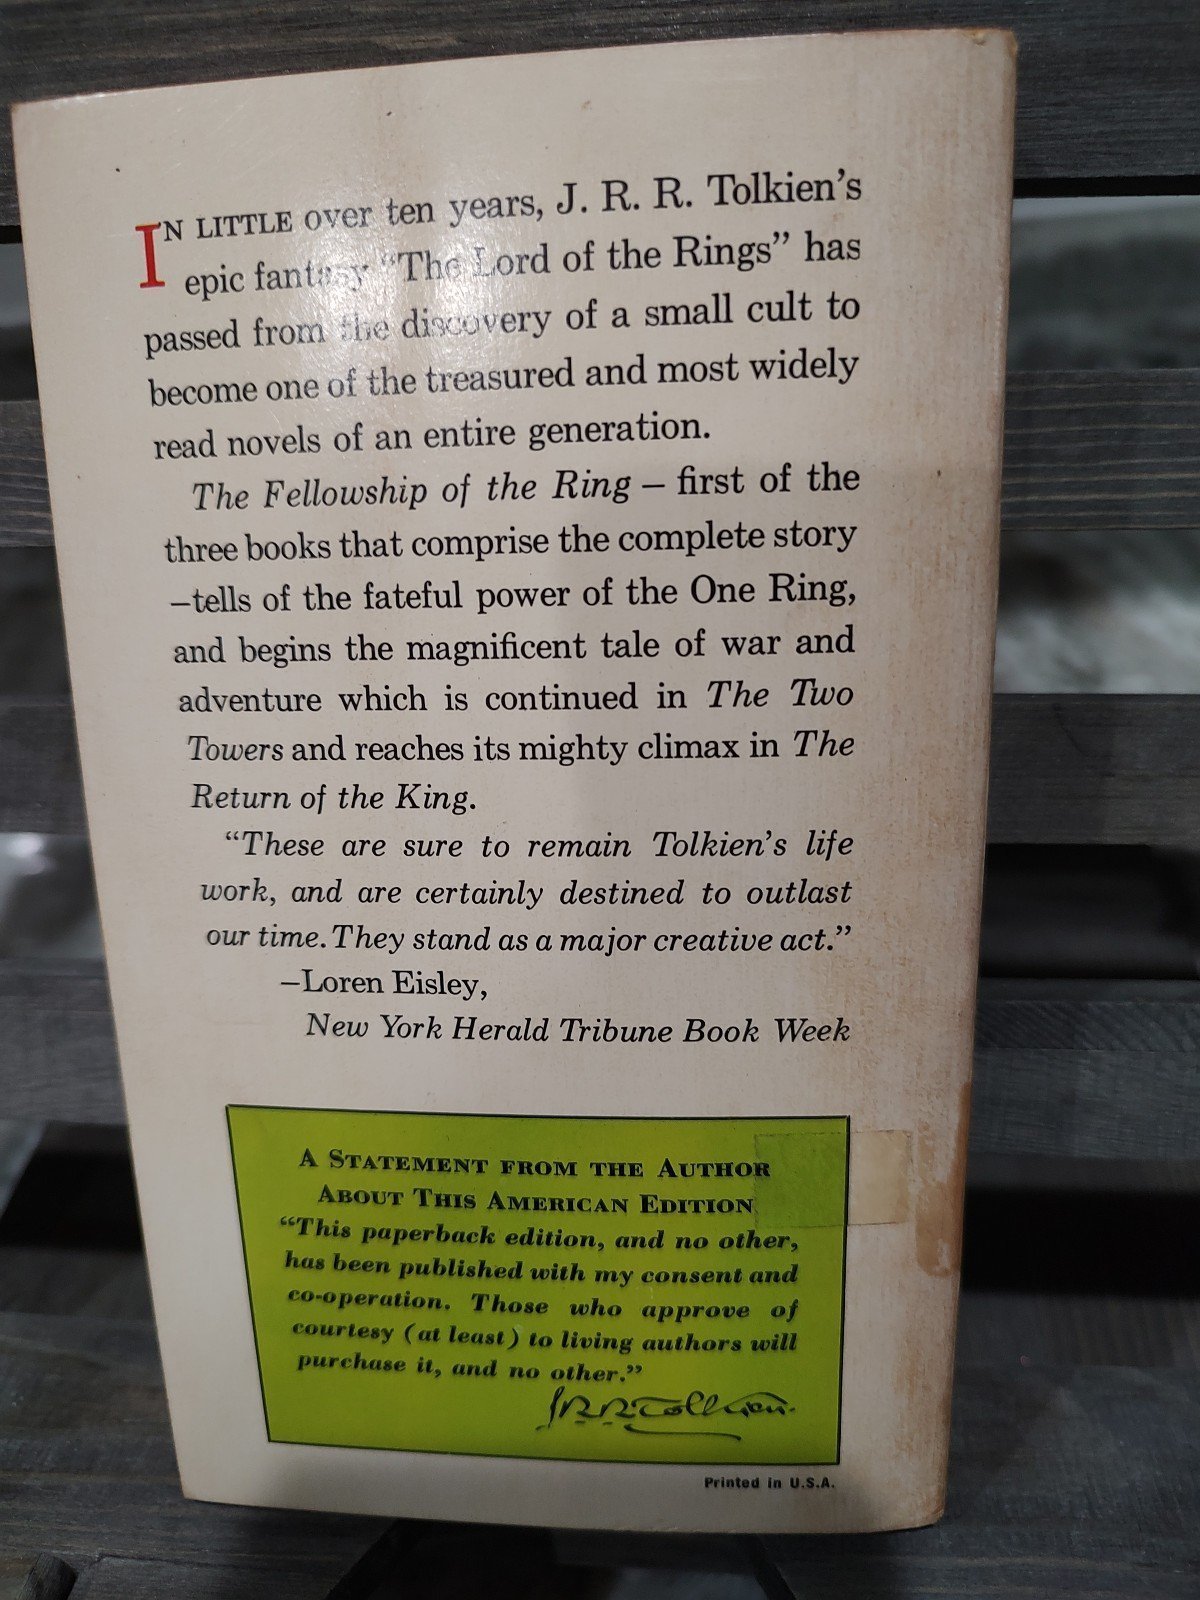 IN LITTLE over ten years, J. R. R. Tolkien's
epic fantasy "The Lord of the Rings" has
passed from the discovery of a small cult to
become one of the treasured and most widely
read novels of an entire generation.
The Fellowship of the Ring – first of the
three books that comprise the complete story
–tells of the fateful power of the One Ring,
and begins the magnificent tale of war and
adventure which is continued in The Two
Towers and reaches its mighty climax in The
Return of the King.
"These are sure to remain Tolkien's life
work, and are certainly destined to outlast
our time. They stand as a major creative act."
–Loren Eisley,
New York Herald Tribune Book Week
A STATEMENT FROM THE AUTHOR
ABOUT THIS AMERICAN EDITION
"This paperback edition, and no other,
has been published with my consent and
co-operation. Those who approve of
courtesy (at least) to living authors will
purchase it, and no other."
J.R.R. Tolkien.
Printed in U.S.A.